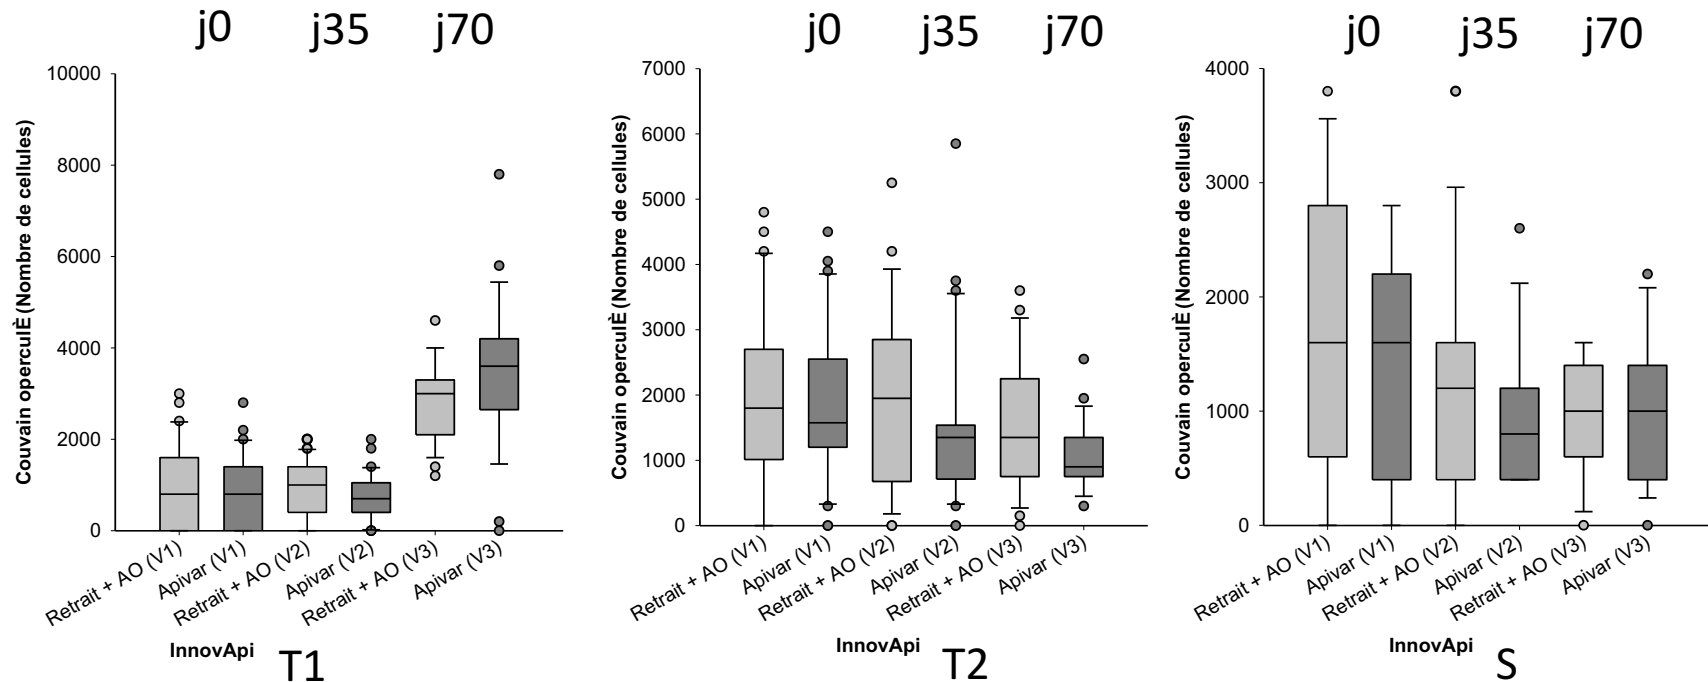 j0 j35 j70
10000
8000
6000
4000
2000
0
Couvain operculÈ (Nombre de cellules)
Retrait + AO (V1)
Apivar (V1)
Retrait + AO (V2)
Apivar (V2)
Retrait + AO (V3)
Apivar (V3)
InnovApi
T1
j0 j35 j70
7000
6000
5000
4000
3000
2000
1000
0
Couvain operculÈ (Nombre de cellules)
Retrait + AO (V1)
Apivar (V1)
Retrait + AO (V2)
Apivar (V2)
Retrait + AO (V3)
Apivar (V3)
InnovApi
T2
j0 j35 j70
4000
3000
2000
1000
0
Couvain operculÈ (Nombre de cellules)
Retrait + AO (V1)
Apivar (V1)
Retrait + AO (V2)
Apivar (V2)
Retrait + AO (V3)
Apivar (V3)
InnovApi
S